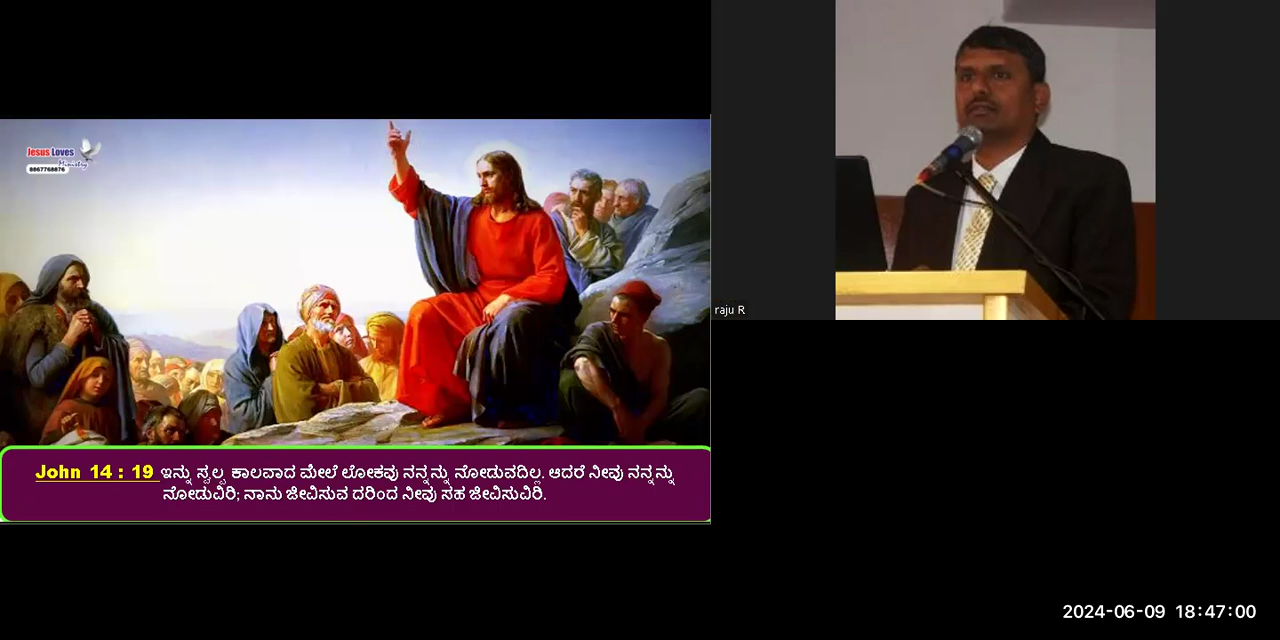 Jesus Loves
Ministry
8867768876
John 14 : 19 ಇನ್ನು ಸ್ವಲ್ಪ ಕಾಲವಾದ ಮೇಲೆ ಲೋಕವು ನನ್ನನ್ನು ನೋಡುವದಿಲ್ಲ. ಆದರೆ ನೀವು ನನ್ನನ್ನು
ನೋಡುವಿರಿ; ನಾನು ಜೀವಿಸುವ ದರಿಂದ ನೀವು ಸಹ ಜೀವಿಸುವಿರಿ.
raju R
2024-06-09 18:47:00